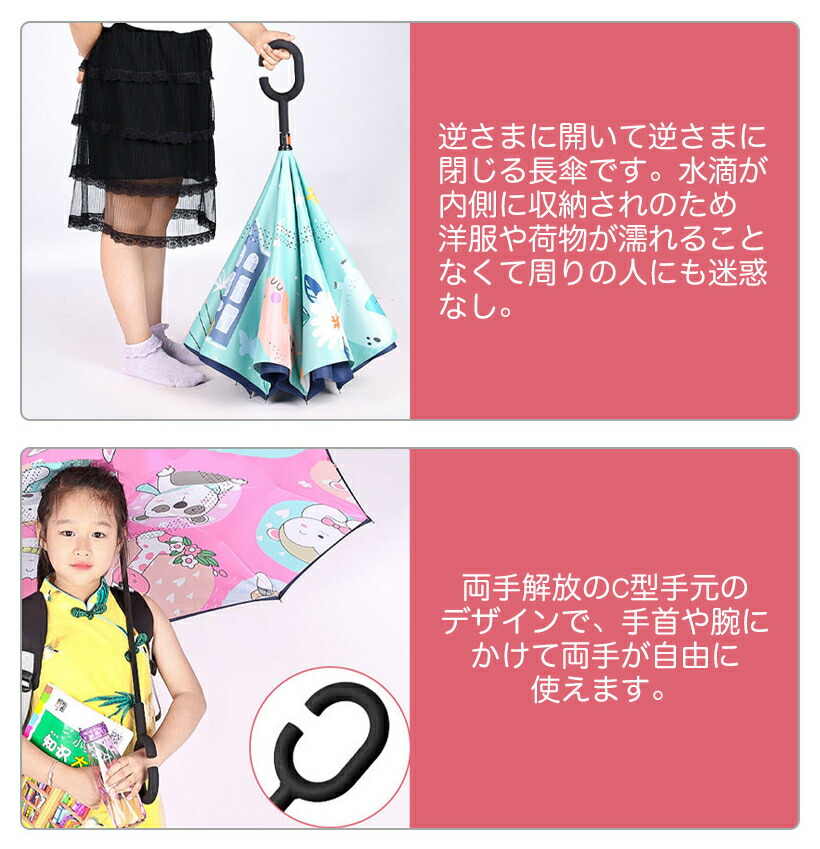 逆さまに開いて逆さまに
閉じる長傘です。水滴が
内側に収納されのため
洋服や荷物が濡れること
なくて周りの人にも迷惑
なし。
両手解放のC型手元の
デザインで、手首や腕に
かけて両手が自由に
使えます。
知识